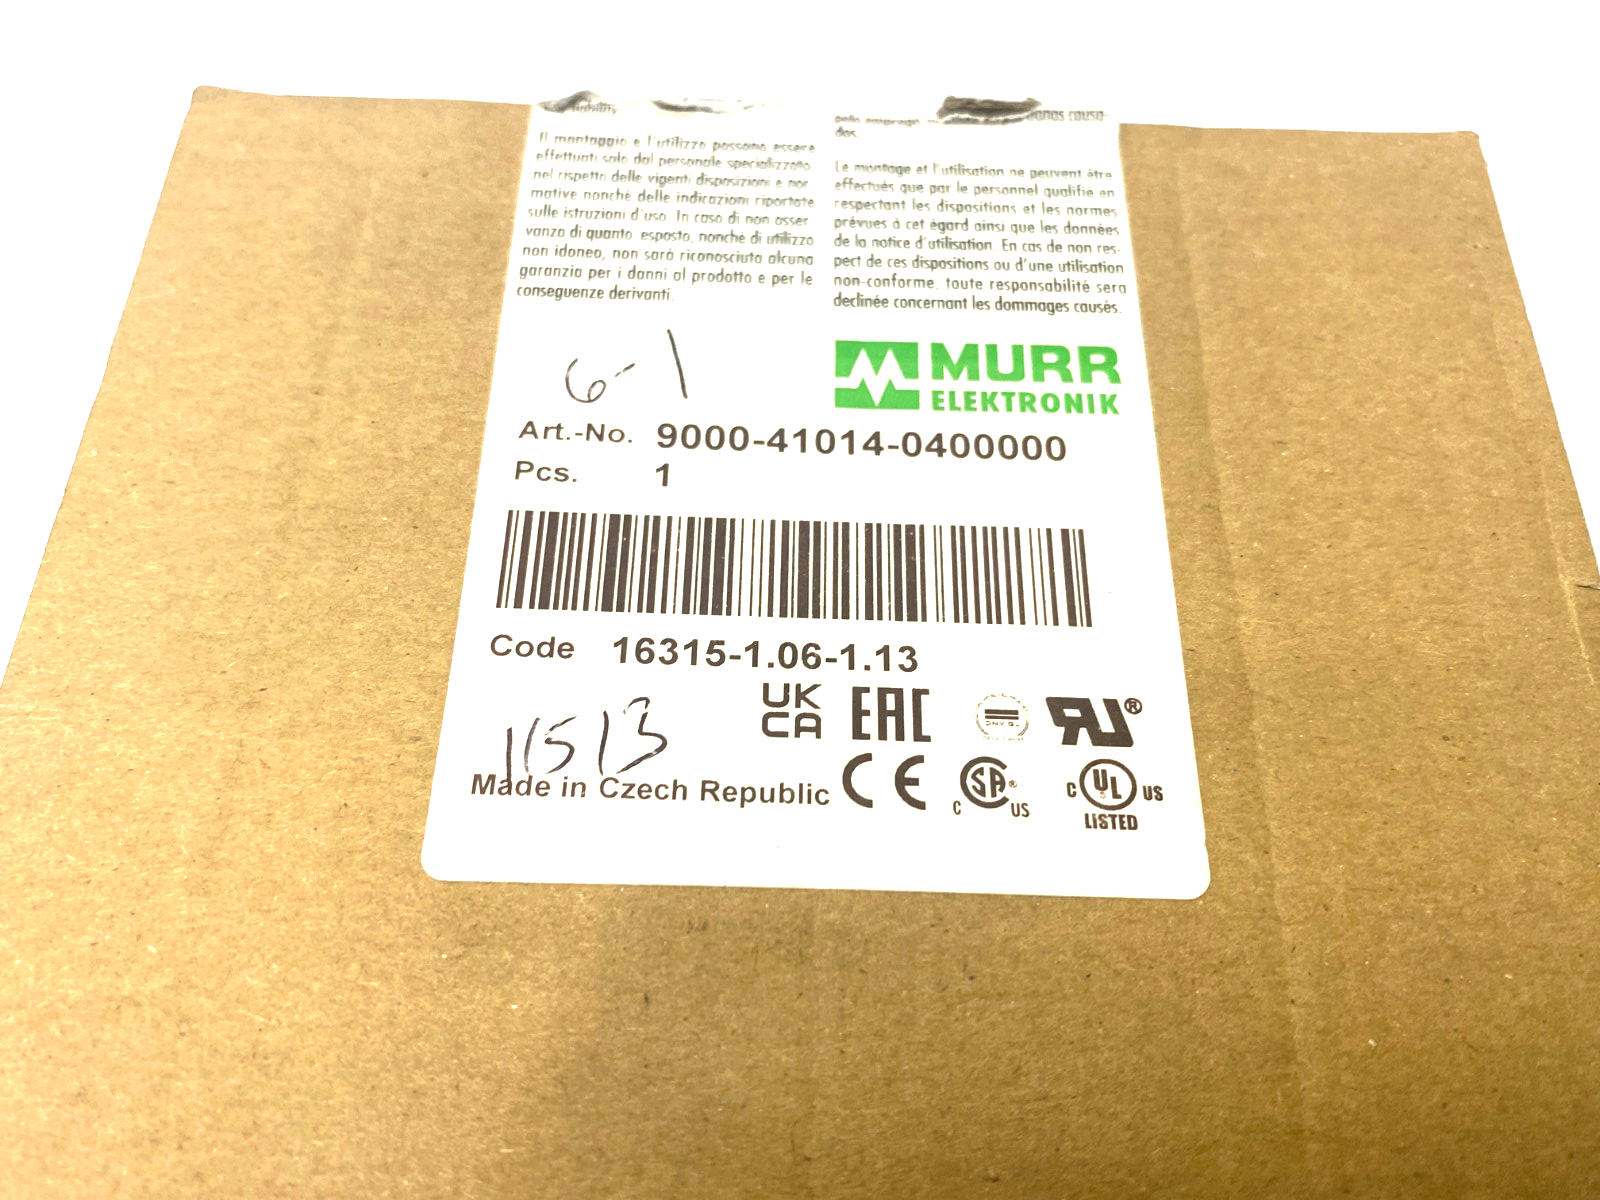 Il montaggio e l'utilizzo possono essere
effettuati solo dal personale specializzato
nel rispetto delle vigenti disposizioni e nor-
mative nonché delle indicazioni riportate
sulle istruzioni d'uso. In caso di non osser-
vanza di quanto esposto, nonché di utilizzo
non idoneo, non sarà riconosciuta alcuna
garanzia per i danni al prodotto e per le
conseguenze derivanti.
causa-
dos.
Le montage et l'utilisation ne peuvent être
effectués que par le personnel qualifié en
respectant les dispositions et les normes
prévues à cet égard ainsi que les données
de la notice d'utilisation. En cas de non res-
pect de ces dispositions ou d'une utilisation
non-conforme, toute responsabilité sera
declinée concernant les dommages causés.
6-1
MURR
ELEKTRONIK
Art.-No. 9000-41014-0400000
Pcs. 1
Code 16315-1.06-1.13
UK
CA EAC
11513
Made in Czech Republic CE
C SA ® US
C UL US
LISTED